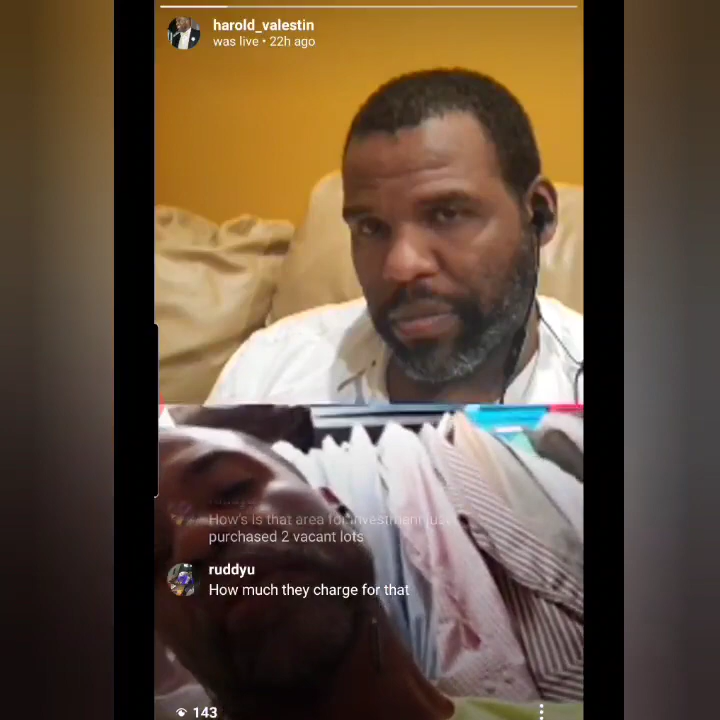 harold_valestin
was live • 22h ago
How's is that area for investment just
purchased 2 vacant lots
ruddyu
How much they charge for that
143